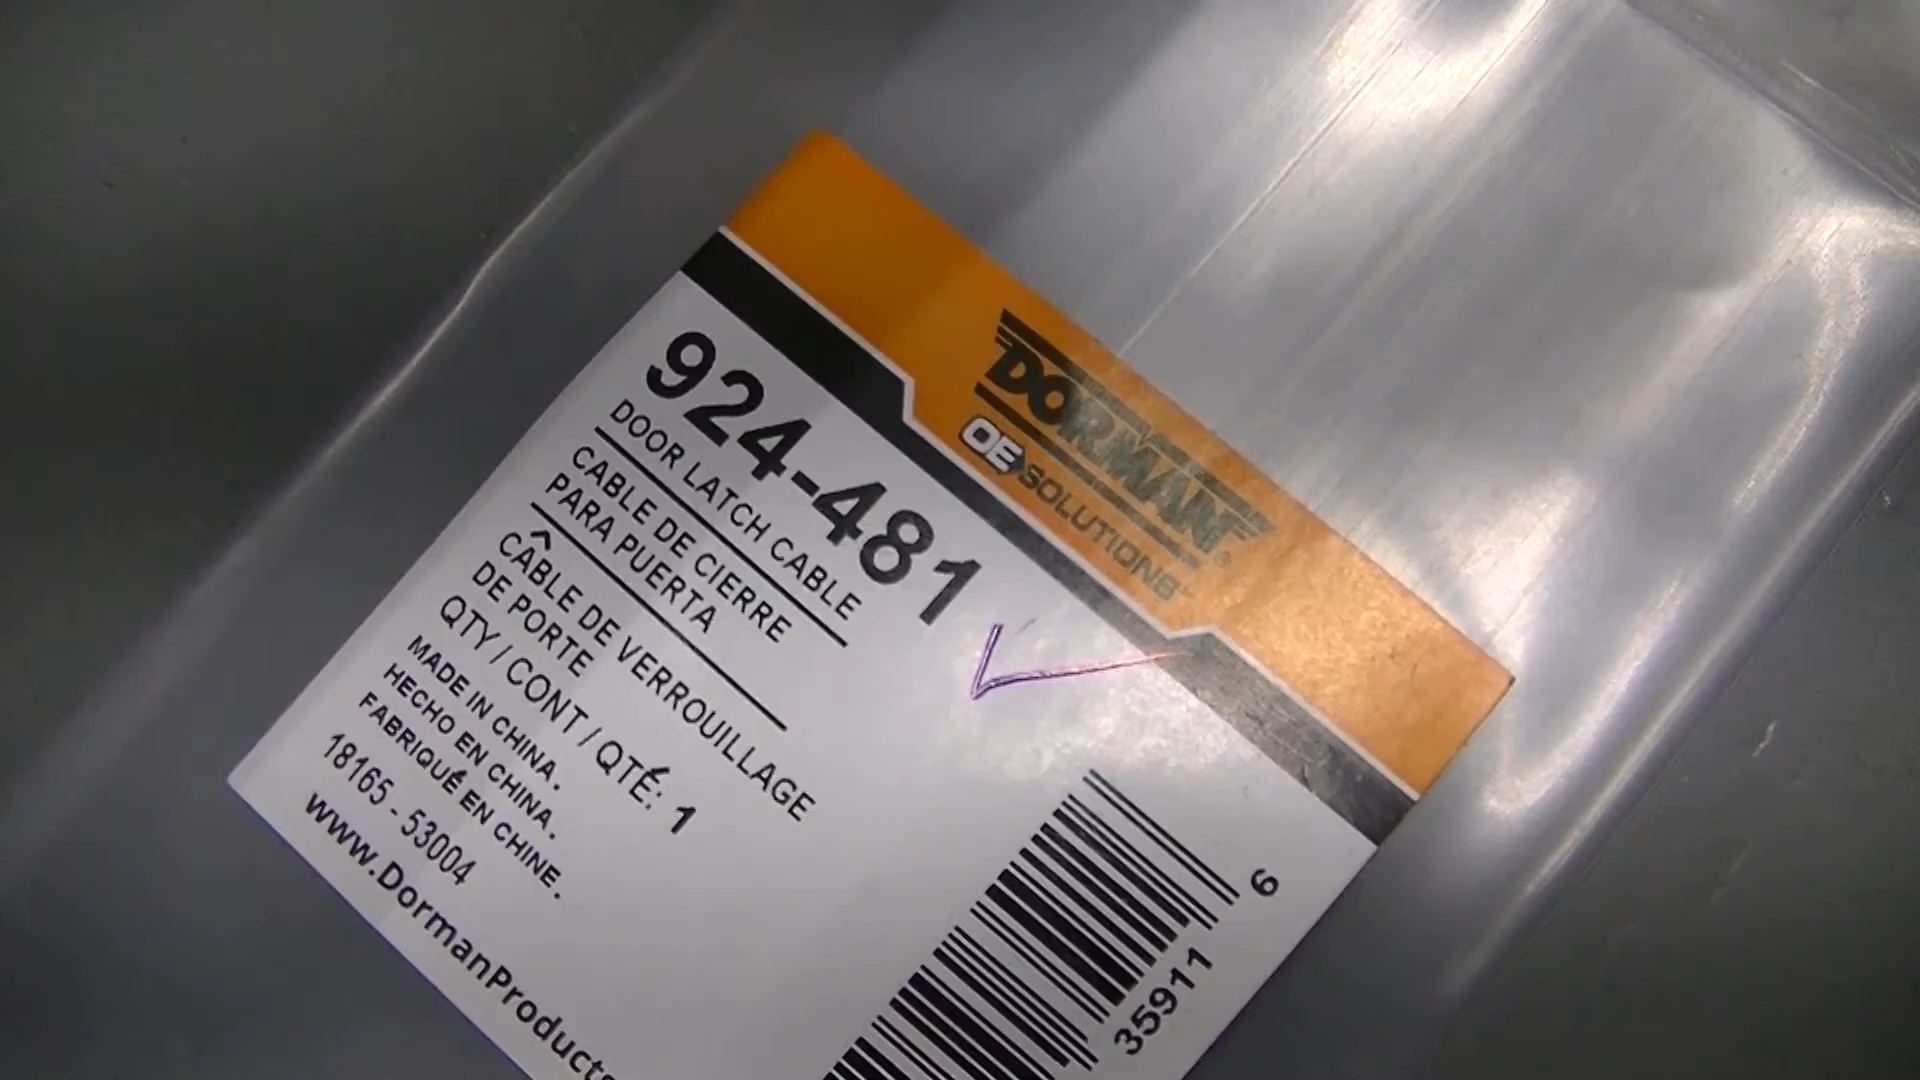 DORMAN®
OE SOLUTIONS™
924-481
DOOR LATCH CABLE
CABLE DE CIERRE
PARA PUERTA
CÂBLE DE VERROUILLAGE
DE PORTE
QTY / CONT / QTÉ: 1
MADE IN CHINA.
HECHO EN CHINA.
FABRIQUÉ EN CHINE.
18165 - 53004
www.DormanProducts
35911
6